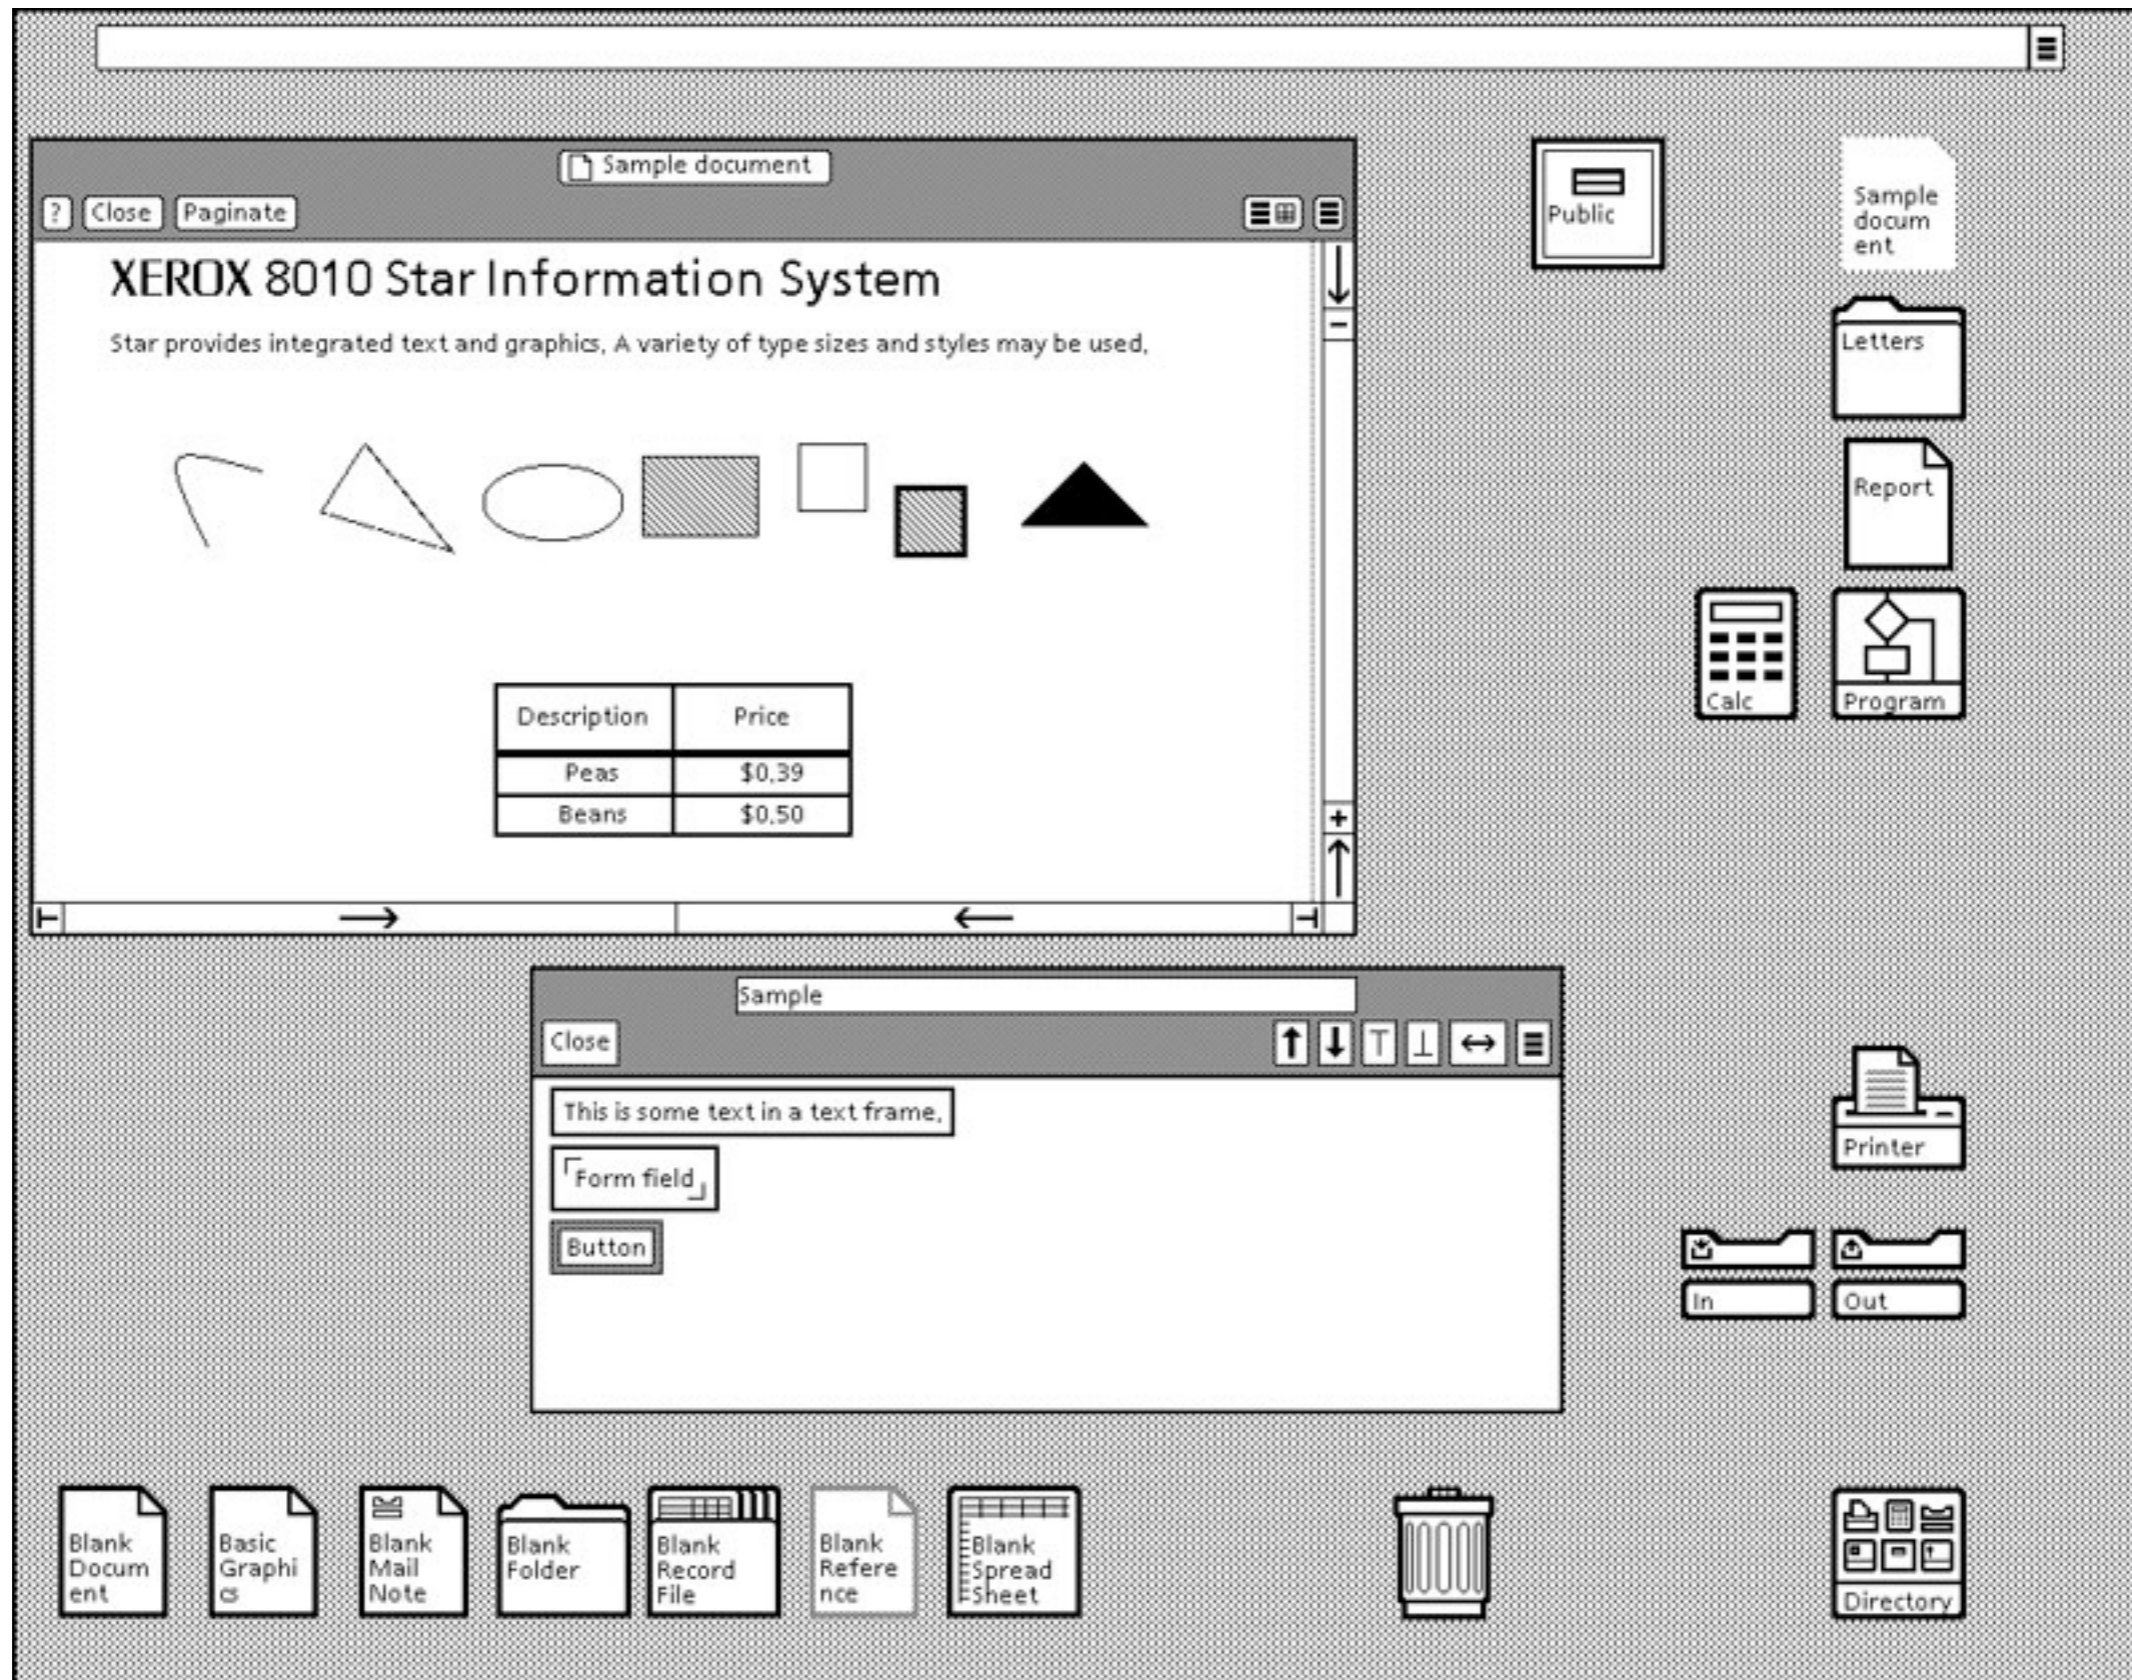 Sample document
? Close Paginate
XEROX 8010 Star Information System
Star provides integrated text and graphics. A variety of type sizes and styles may be used.
Description Price
Peas $0.39
Beans $0.50
Public
Sample
docum
ent
Letters
Report
Calc
Program
Sample
Close
This is some text in a text frame.
Form field
Button
Printer
In
Out
Blank
Docum
ent
Basic
Graphi
cs
Blank
Mail
Note
Blank
Folder
Blank
Record
File
Blank
Refere
nce
Blank
Spread
Sheet
Directory